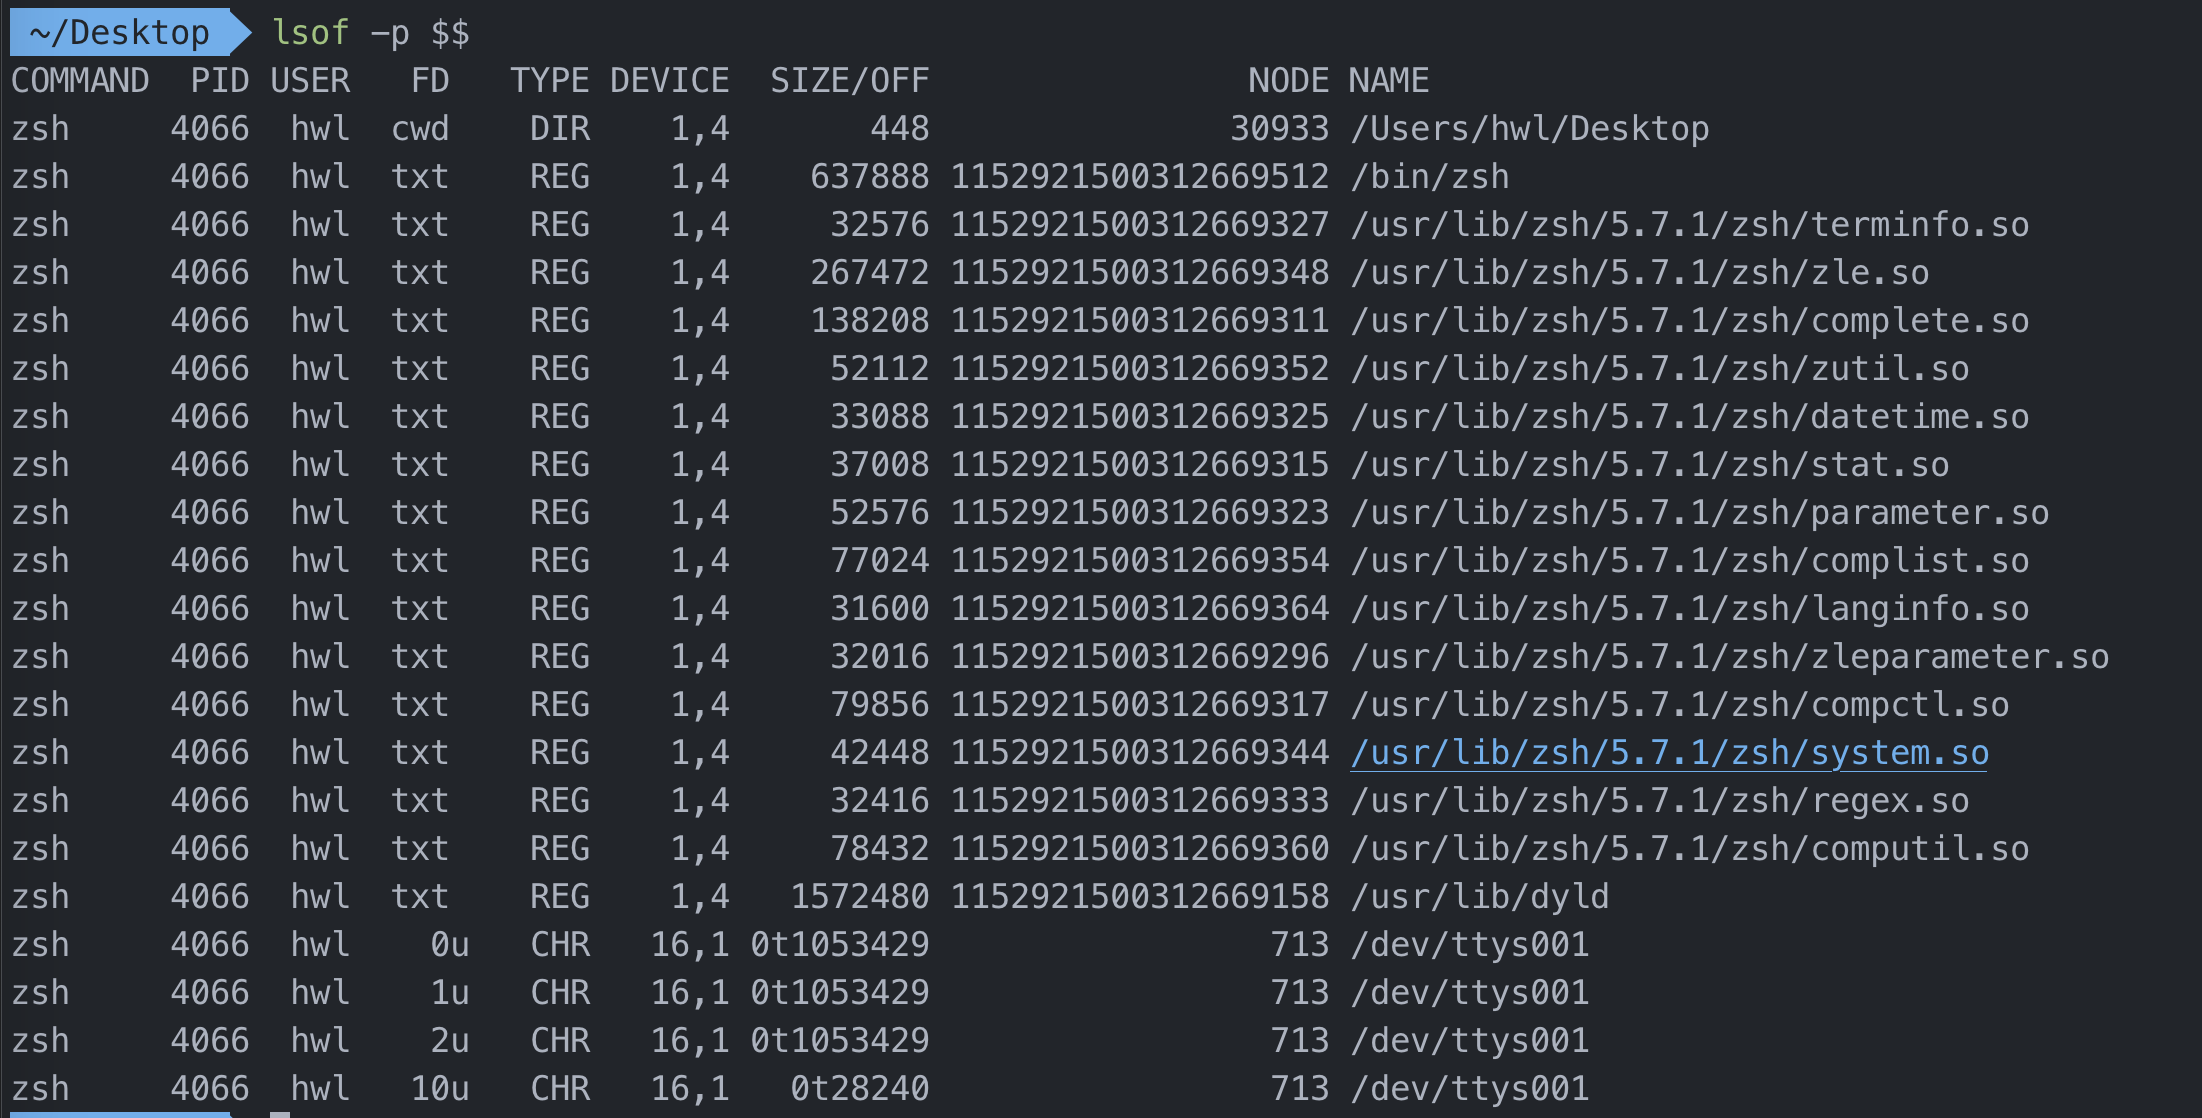 ~/Desktop lsof -p $$
COMMAND PID USER FD TYPE DEVICE SIZE/OFF NODE NAME
zsh 4066 hwl cwd DIR 1,4 448 30933 /Users/hwl/Desktop
zsh 4066 hwl txt REG 1,4 637888 1152921500312669512 /bin/zsh
zsh 4066 hwl txt REG 1,4 32576 1152921500312669327 /usr/lib/zsh/5.7.1/zsh/terminfo.so
zsh 4066 hwl txt REG 1,4 267472 1152921500312669348 /usr/lib/zsh/5.7.1/zsh/zle.so
zsh 4066 hwl txt REG 1,4 138208 1152921500312669311 /usr/lib/zsh/5.7.1/zsh/complete.so
zsh 4066 hwl txt REG 1,4 52112 1152921500312669352 /usr/lib/zsh/5.7.1/zsh/zutil.so
zsh 4066 hwl txt REG 1,4 33088 1152921500312669325 /usr/lib/zsh/5.7.1/zsh/datetime.so
zsh 4066 hwl txt REG 1,4 37008 1152921500312669315 /usr/lib/zsh/5.7.1/zsh/stat.so
zsh 4066 hwl txt REG 1,4 52576 1152921500312669323 /usr/lib/zsh/5.7.1/zsh/parameter.so
zsh 4066 hwl txt REG 1,4 77024 1152921500312669354 /usr/lib/zsh/5.7.1/zsh/complist.so
zsh 4066 hwl txt REG 1,4 31600 1152921500312669364 /usr/lib/zsh/5.7.1/zsh/langinfo.so
zsh 4066 hwl txt REG 1,4 32016 1152921500312669296 /usr/lib/zsh/5.7.1/zsh/zleparameter.so
zsh 4066 hwl txt REG 1,4 79856 1152921500312669317 /usr/lib/zsh/5.7.1/zsh/compctl.so
zsh 4066 hwl txt REG 1,4 42448 1152921500312669344 /usr/lib/zsh/5.7.1/zsh/system.so
zsh 4066 hwl txt REG 1,4 32416 1152921500312669333 /usr/lib/zsh/5.7.1/zsh/regex.so
zsh 4066 hwl txt REG 1,4 78432 1152921500312669360 /usr/lib/zsh/5.7.1/zsh/computil.so
zsh 4066 hwl txt REG 1,4 1572480 1152921500312669158 /usr/lib/dyld
zsh 4066 hwl 0u CHR 16,1 0t1053429 713 /dev/ttys001
zsh 4066 hwl 1u CHR 16,1 0t1053429 713 /dev/ttys001
zsh 4066 hwl 2u CHR 16,1 0t1053429 713 /dev/ttys001
zsh 4066 hwl 10u CHR 16,1 0t28240 713 /dev/ttys001